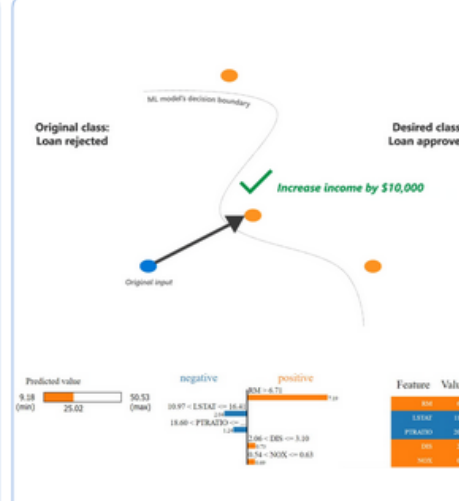 ML model's decision boundary
Original class:
Loan rejected
Desired class
Loan approve
Increase income by $10,000
Original input
Predicted value
9.18
(min)
25.02
50.53
(max)
negative
positive
RM > 6.71
10.97 < LSTAT <= 16.4
18.60 < PTRATIO <=
2.06 < DIS <= 3.10
0.54 < NOX <= 0.63
Feature Valu
RM
LSTAT
PTRATIO
DIS
NOX